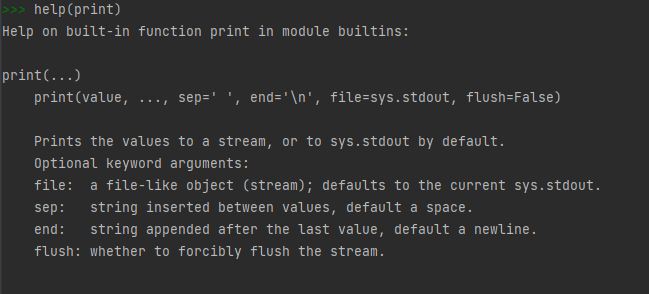 >>> help(print)
Help on built-in function print in module builtins:

print(...)
    print(value, ..., sep=' ', end='\n', file=sys.stdout, flush=False)

    Prints the values to a stream, or to sys.stdout by default.
    Optional keyword arguments:
    file:  a file-like object (stream); defaults to the current sys.stdout.
    sep:   string inserted between values, default a space.
    end:   string appended after the last value, default a newline.
    flush: whether to forcibly flush the stream.